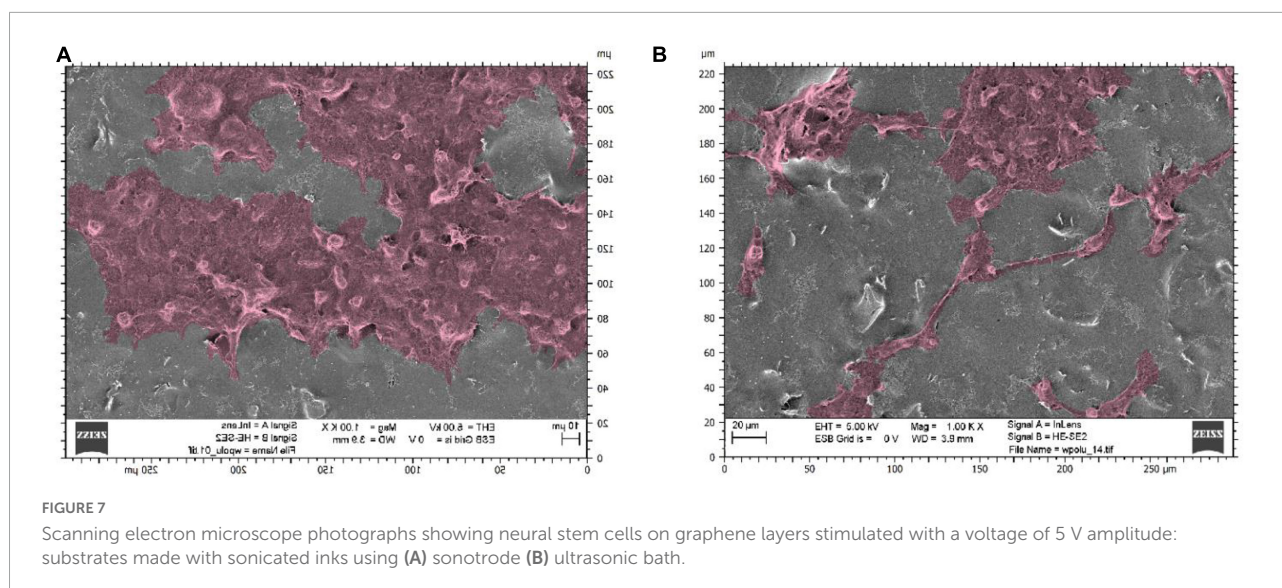 A
B
µm
µm
220
200
180
160
140
120
100
80
60
40
20
0
220
200
180
160
140
120
100
80
60
40
20
0
ZEISS
EHT = 5.00 kV Mag = 1.00 K X Signal A = InLens
ESB Grid is = 0 V WD = 3.9 mm Signal B = HE-SE2
File Name = wpolu_01.tif
10 µm
µm 250 200 150 100 50 0
20 µm
EHT = 5.00 kV Mag = 1.00 K X Signal A = InLens
ESB Grid is = 0 V WD = 3.9 mm Signal B = HE-SE2
File Name = wpolu_14.tif
ZEISS
0 50 100 150 200 250 µm
FIGURE 7
Scanning electron microscope photographs showing neural stem cells on graphene layers stimulated with a voltage of 5 V amplitude:
substrates made with sonicated inks using (A) sonotrode (B) ultrasonic bath.